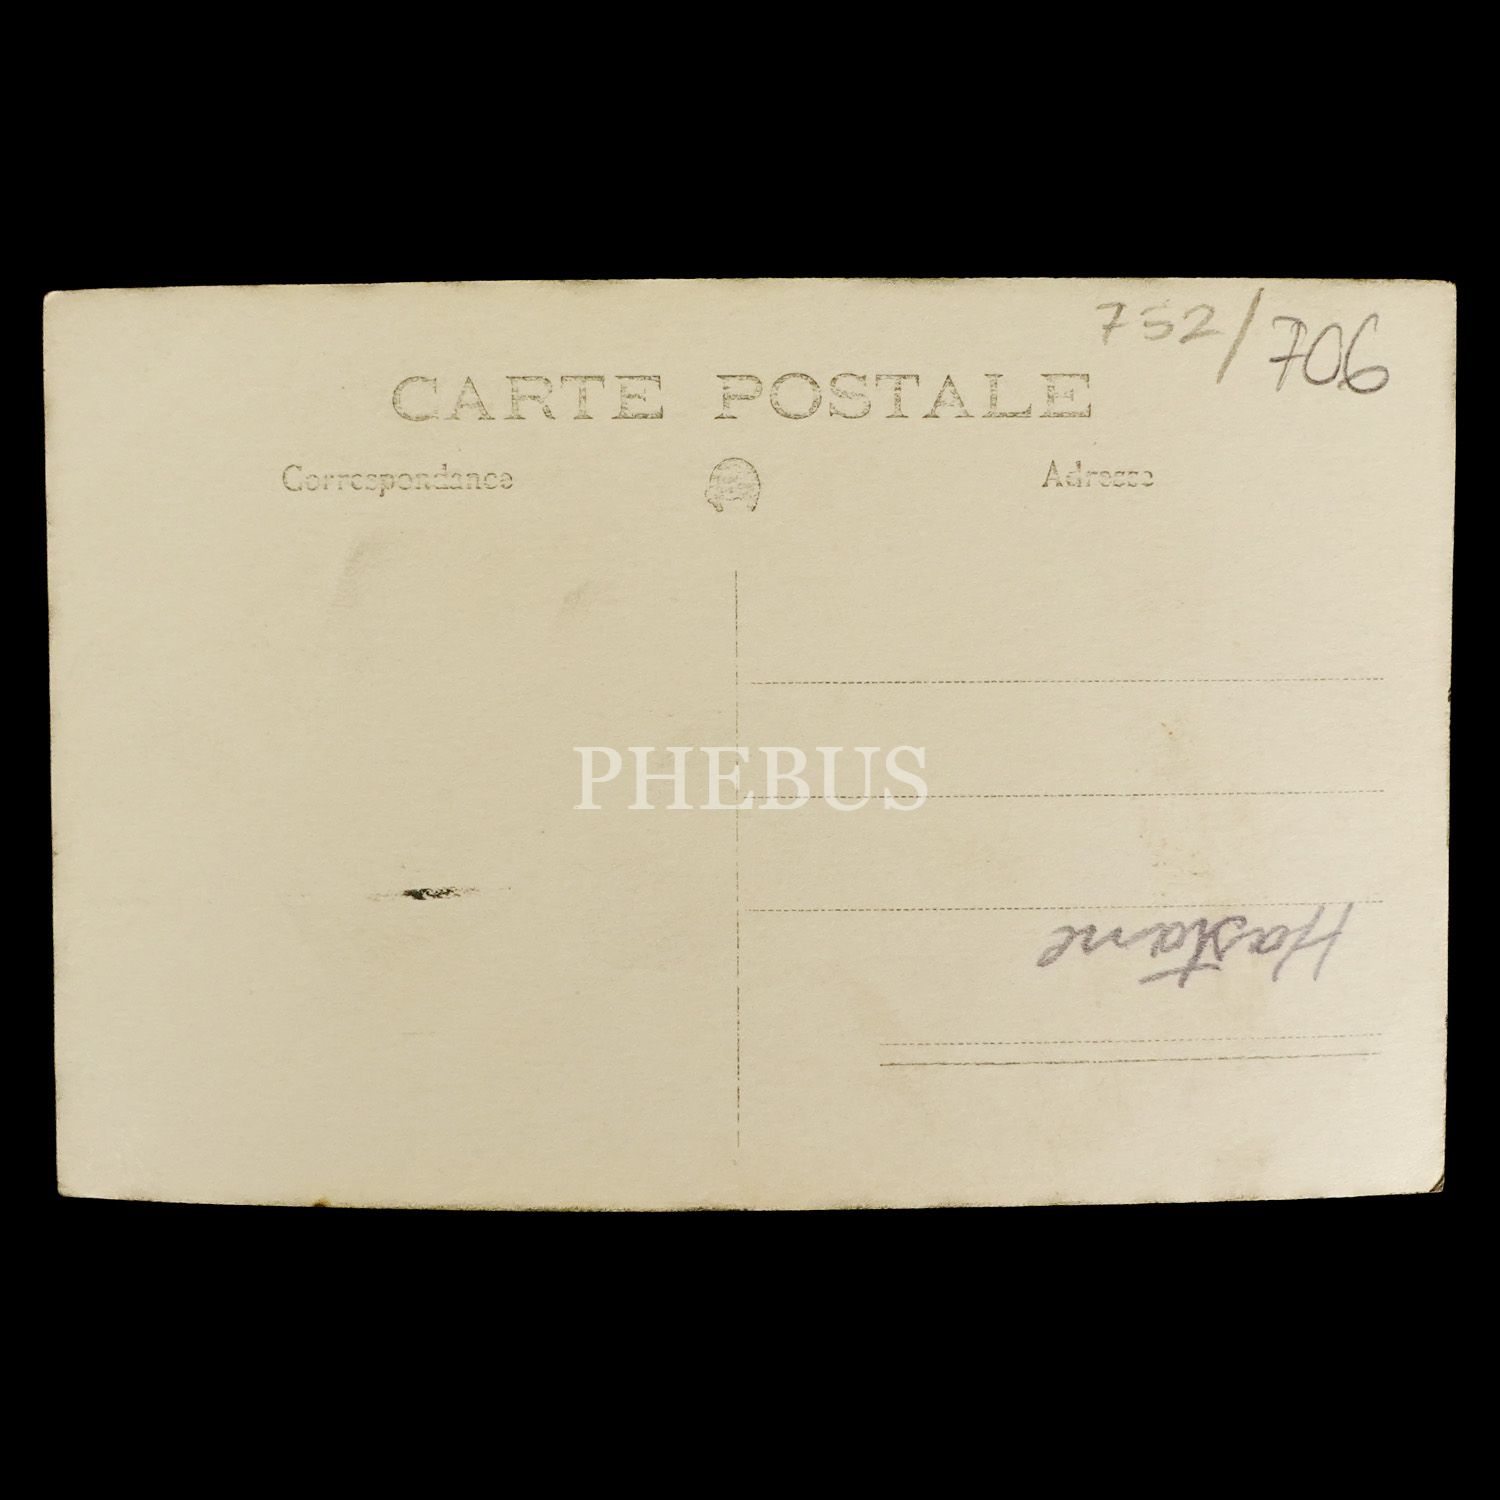 752/706
CARTE POSTALE
Correspondance
Adresse
PHEBUS
Hastane